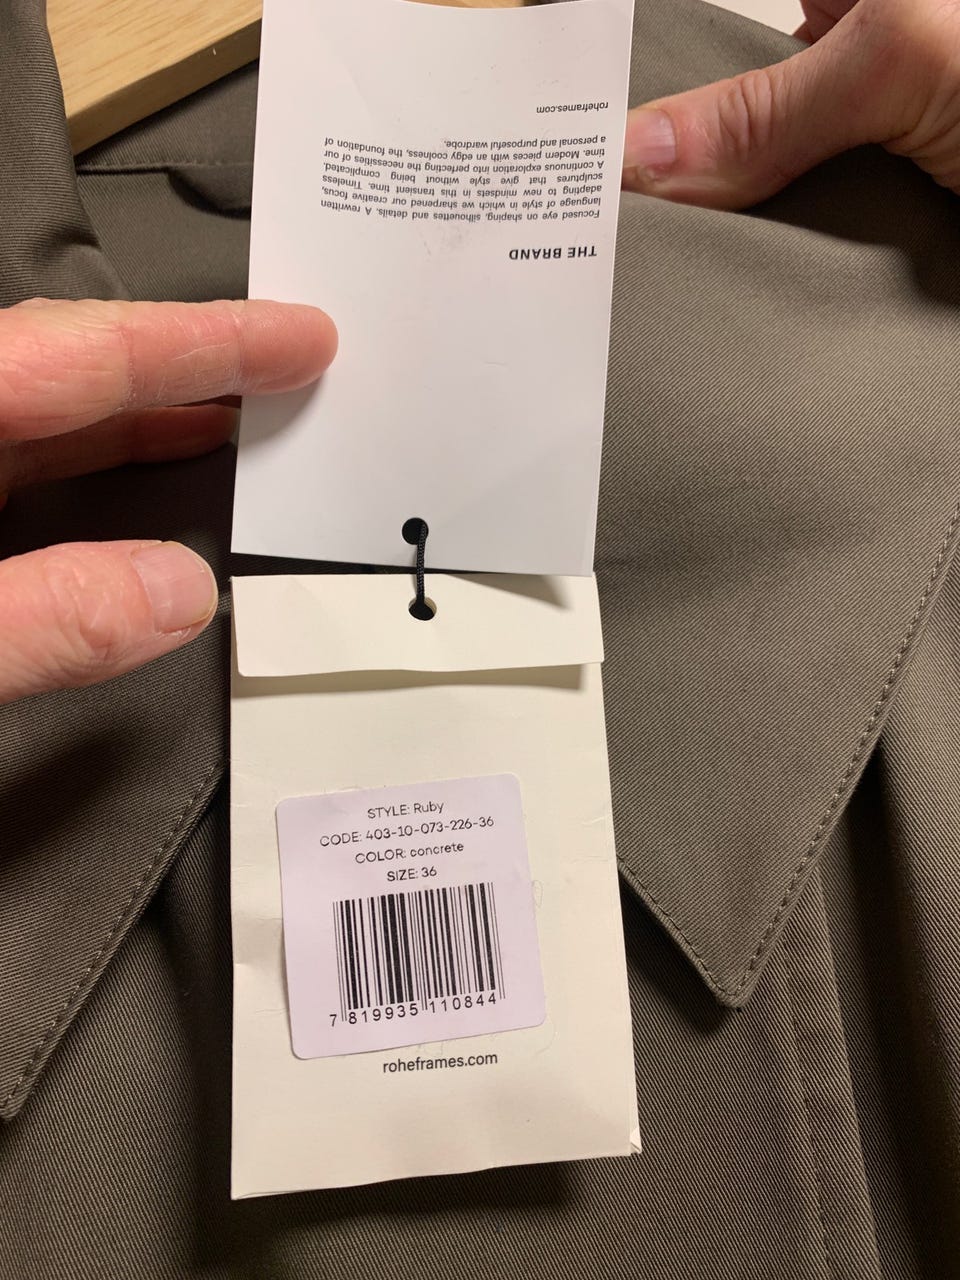 THE BRAND
Focused eye on shaping, silhouettes and details. A rewritten
language of style in which we sharpened our creative focus,
adapting to new mindsets in this transient time. Timeless
sculptures that give style without being complicated.
A continuous exploration into perfecting the necessities of our
time. Modern pieces with an edgy coolness, the foundation of
a personal and purposeful wardrobe.
roheframes.com
STYLE: Ruby
CODE: 403-10-073-226-36
COLOR: concrete
SIZE: 36
7 819935 110844
roheframes.com